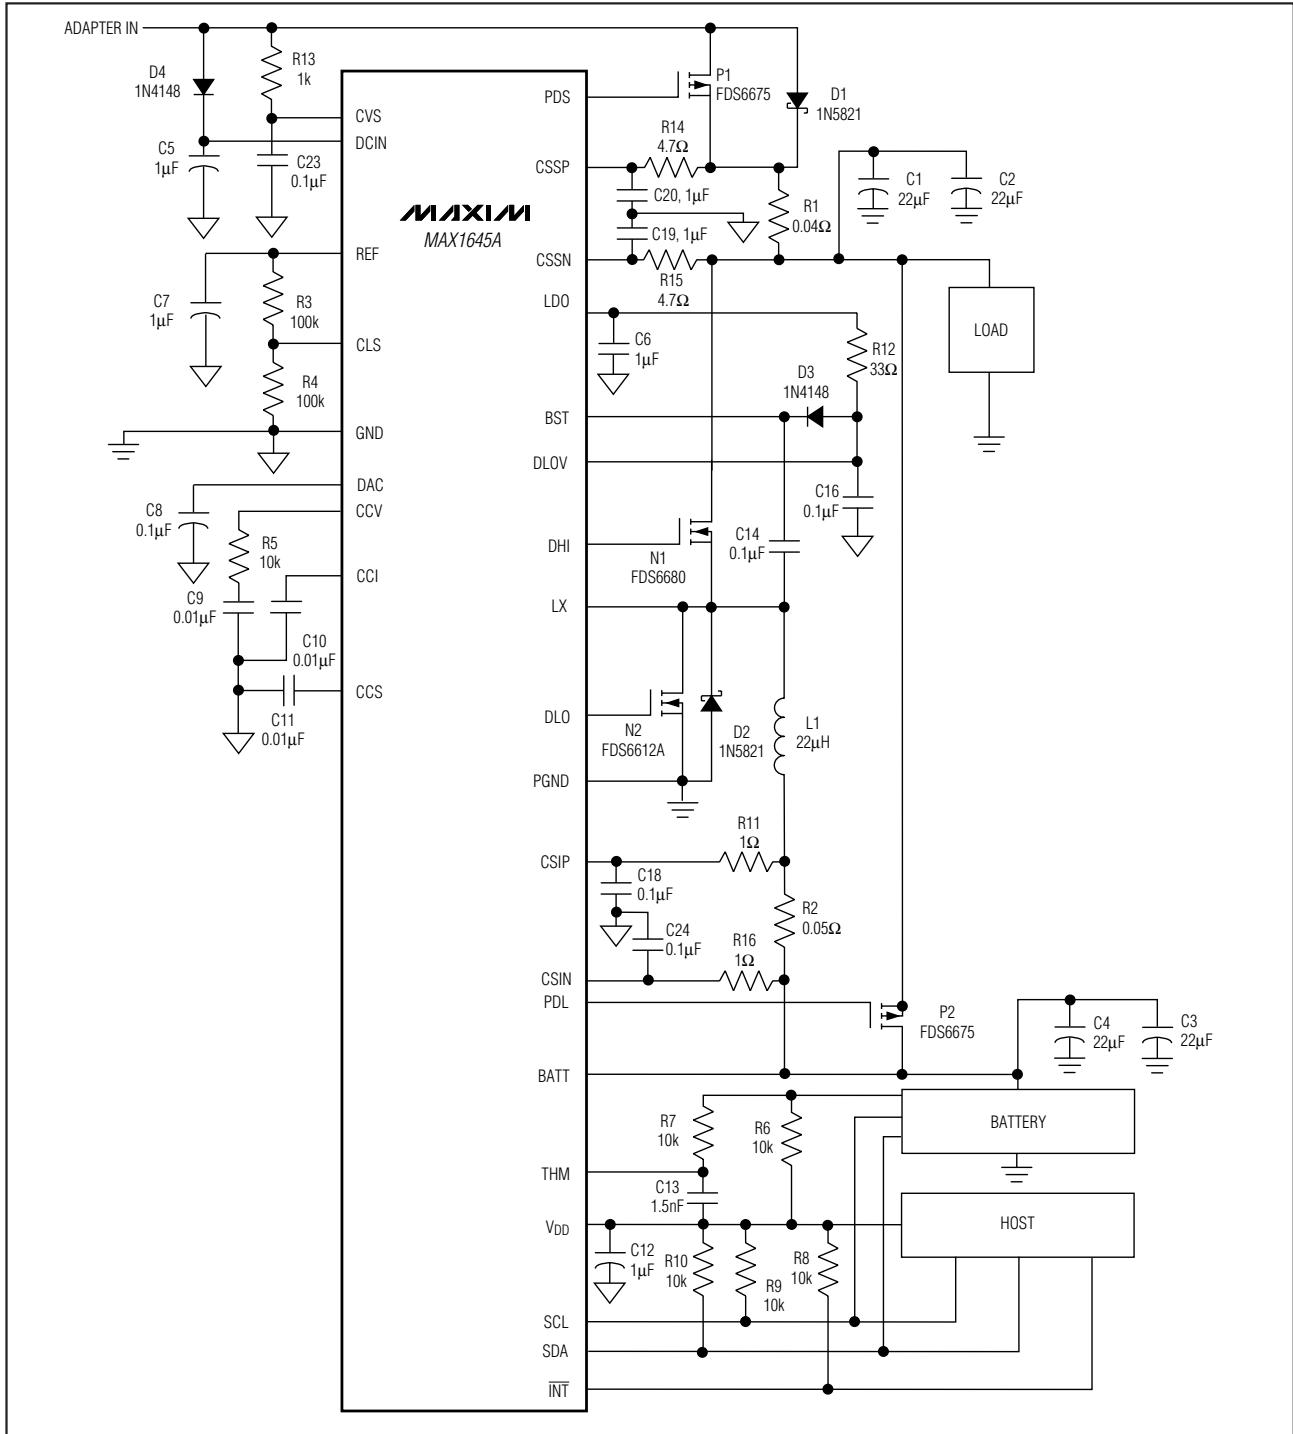 ADAPTER IN
D4
1N4148
R13
1k
C5
1µF
C23
0.1µF
CVS
DCIN
PDS
P1
FDS6675
D1
1N5821
R14
4.7Ω
CSSP
C20, 1µF
C19, 1µF
R1
0.04Ω
C1
22µF
C2
22µF
MAXIM
MAX1645A
REF
CSSN
R15
4.7Ω
C7
1µF
R3
100k
LDO
C6
1µF
R12
33Ω
LOAD
CLS
R4
100k
D3
1N4148
BST
GND
DLOV
DAC
C8
0.1µF
CCV
R5
10k
C16
0.1µF
C14
0.1µF
DHI
N1
FDS6680
CCI
C9
0.01µF
C10
0.01µF
LX
CCS
C11
0.01µF
DLO
N2
FDS6612A
D2
1N5821
L1
22µH
PGND
R11
1Ω
CSIP
C18
0.1µF
R2
0.05Ω
C24
0.1µF
R16
1Ω
CSIN
PDL
P2
FDS6675
C4
22µF
C3
22µF
BATT
R7
10k
R6
10k
BATTERY
THM
C13
1.5nF
VDD
HOST
C12
1µF
R10
10k
R9
10k
R8
10k
SCL
SDA
INT